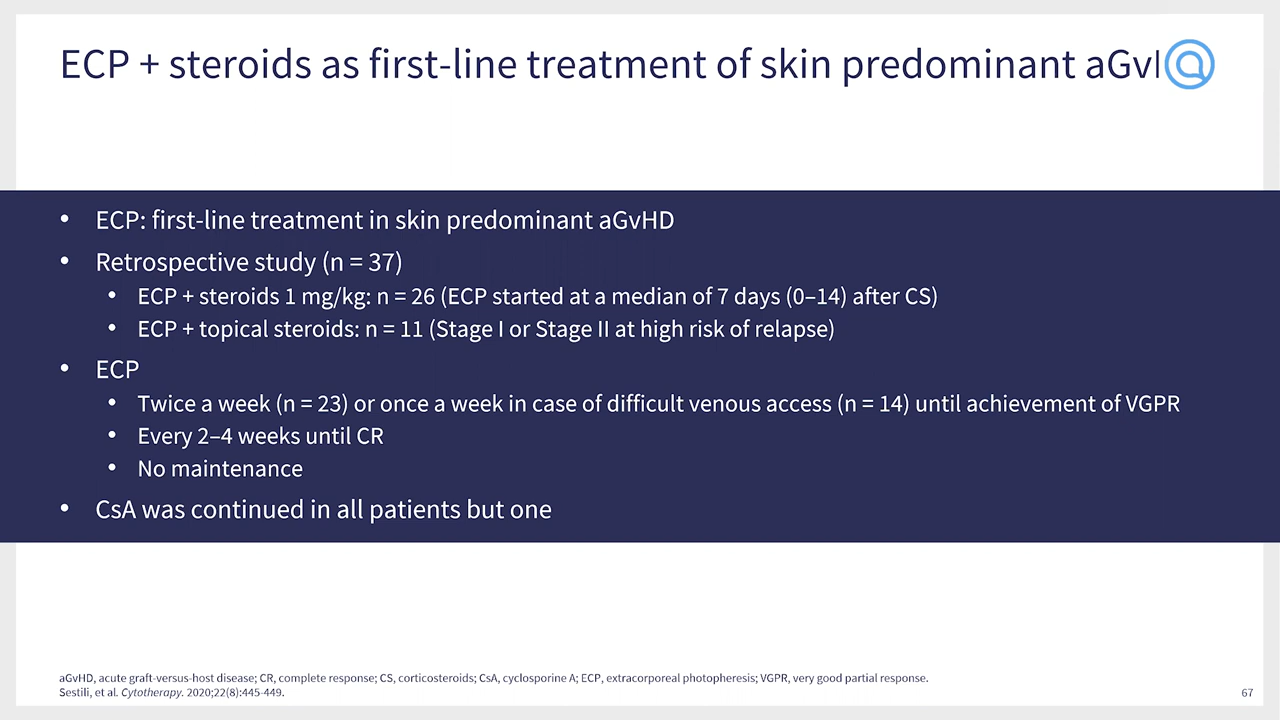 ECP + steroids as first-line treatment of skin predominant aGv
• ECP: first-line treatment in skin predominant aGvHD
• Retrospective study (n = 37)
• ECP + steroids 1 mg/kg: n = 26 (ECP started at a median of 7 days (0–14) after CS)
• ECP + topical steroids: n = 11 (Stage I or Stage II at high risk of relapse)
• ECP
• Twice a week (n = 23) or once a week in case of difficult venous access (n = 14) until achievement of VGPR
• Every 2–4 weeks until CR
• No maintenance
• CsA was continued in all patients but one
aGvHD, acute graft-versus-host disease; CR, complete response; CS, corticosteroids; CsA, cyclosporine A; ECP, extracorporeal photopheresis; VGPR, very good partial response.
Sestili, et al. Cytotherapy. 2020;22(8):445-449.
67